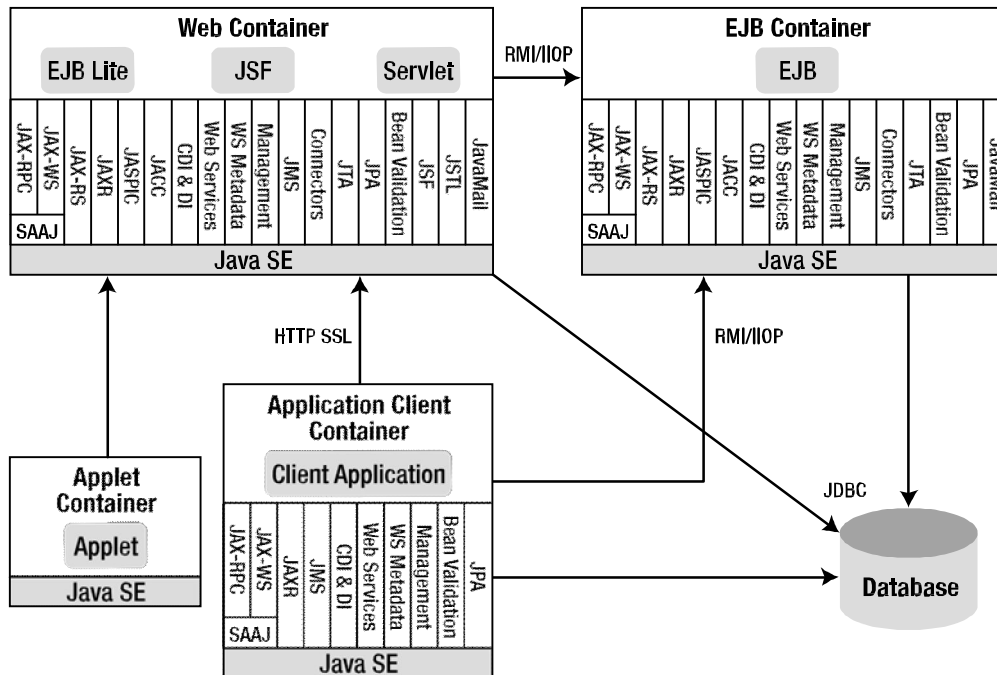 Web Container
EJB Lite
JSF
Servlet
JAX-RPC
JAX-WS
SAAJ
JAX-RS
JAXR
JASPIC
JACC
CDI & DI
Web Services
WS Metadata
Management
JMS
Connectors
JTA
JPA
Bean Validation
JSF
JSTL
JavaMail
Java SE
RMI/IIOP
EJB Container
EJB
JAX-RPC
JAX-WS
SAAJ
JAX-RS
JAXR
JASPIC
JACC
CDI & DI
Web Services
WS Metadata
Management
JMS
Connectors
JTA
Bean Validation
JPA
JavaMail
Java SE
HTTP SSL
RMI/IIOP
Applet
Container
Applet
Java SE
Application Client
Container
Client Application
JAX-RPC
JAX-WS
SAAJ
JAXR
JMS
CDI & DI
Web Services
WS Metadata
Management
Bean Validation
JPA
Java SE
JDBC
Database